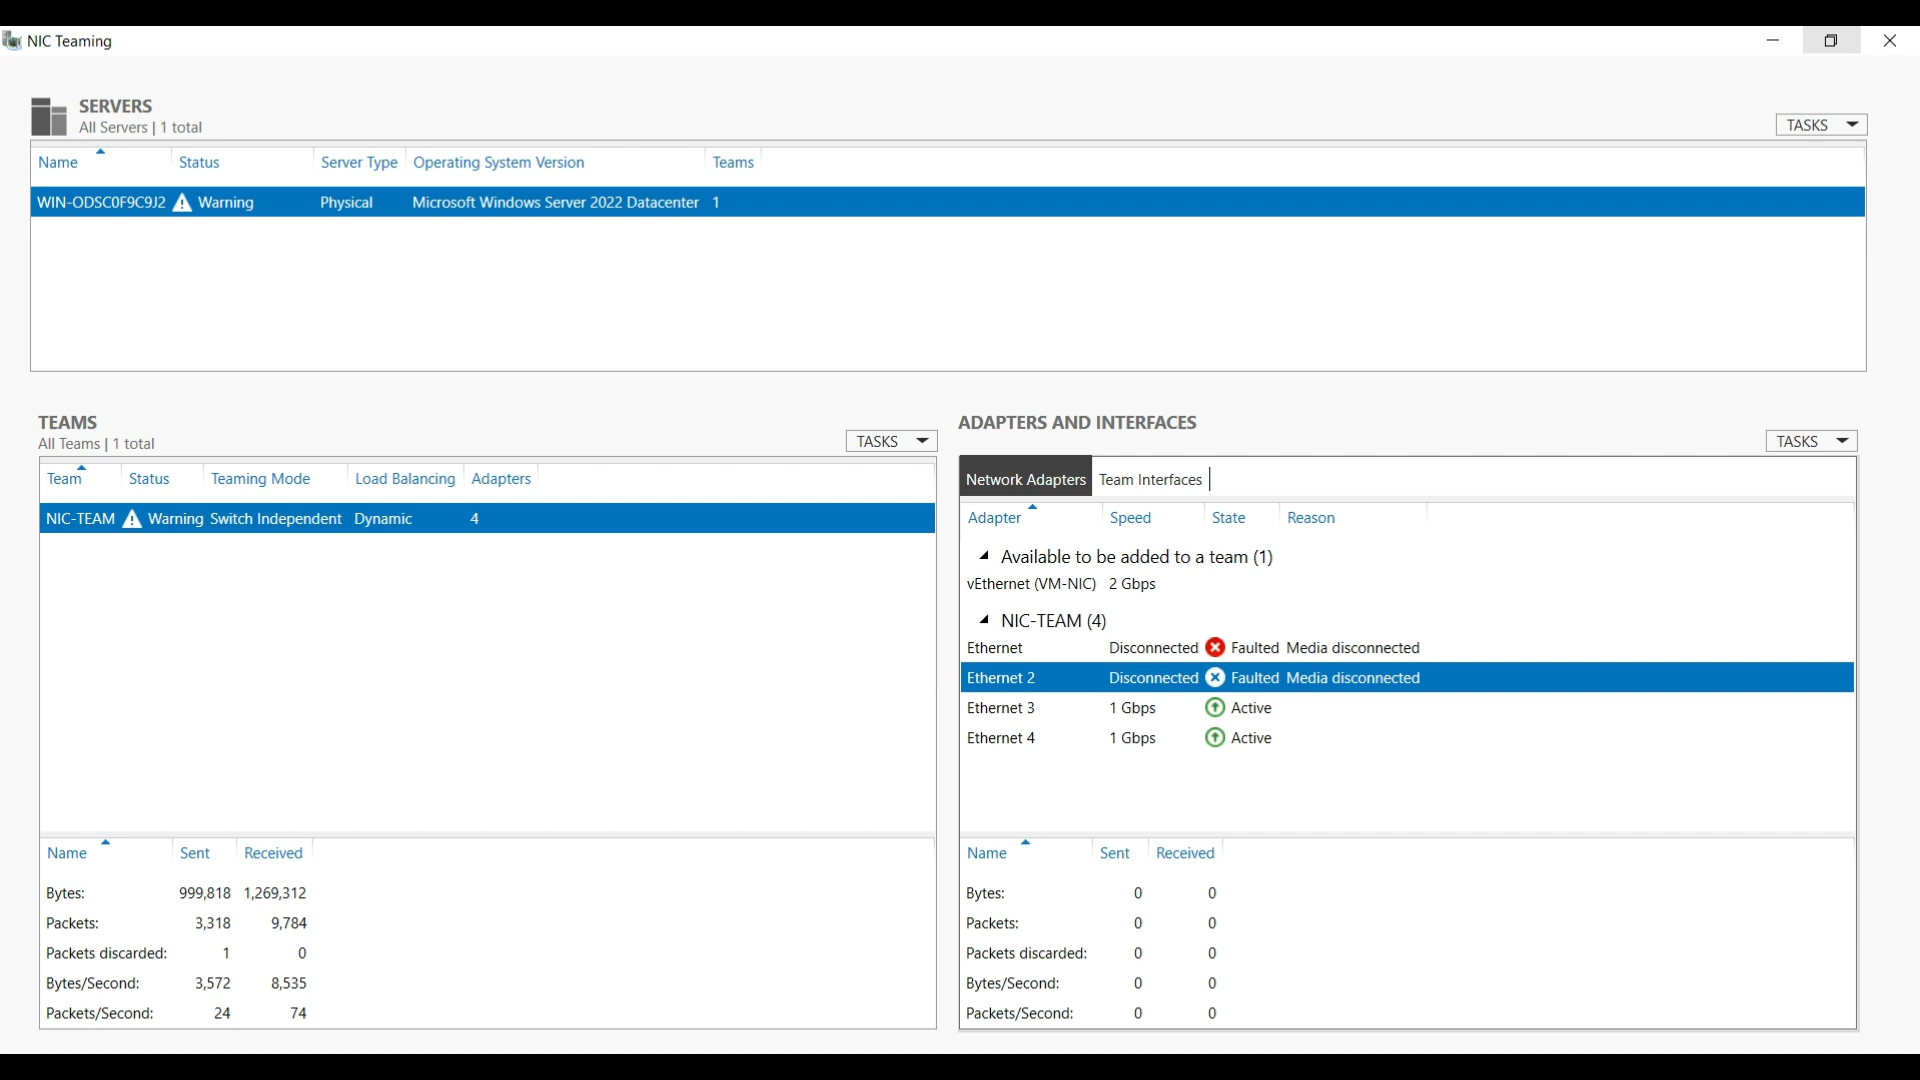 NIC Teaming
SERVERS
All Servers | 1 total
TASKS
Name Status Server Type Operating System Version Teams
WIN-ODSC0F9C9J2 Warning Physical Microsoft Windows Server 2022 Datacenter 1
TEAMS
All Teams | 1 total
TASKS
Team Status Teaming Mode Load Balancing Adapters
NIC-TEAM Warning Switch Independent Dynamic 4
Name Sent Received
Bytes: 999,818 1,269,312
Packets: 3,318 9,784
Packets discarded: 1 0
Bytes/Second: 3,572 8,535
Packets/Second: 24 74
ADAPTERS AND INTERFACES
TASKS
Network Adapters Team Interfaces
Adapter Speed State Reason
Available to be added to a team (1)
vEthernet (VM-NIC) 2 Gbps
NIC-TEAM (4)
Ethernet Disconnected Faulted Media disconnected
Ethernet 2 Disconnected Faulted Media disconnected
Ethernet 3 1 Gbps Active
Ethernet 4 1 Gbps Active
Name Sent Received
Bytes: 0 0
Packets: 0 0
Packets discarded: 0 0
Bytes/Second: 0 0
Packets/Second: 0 0